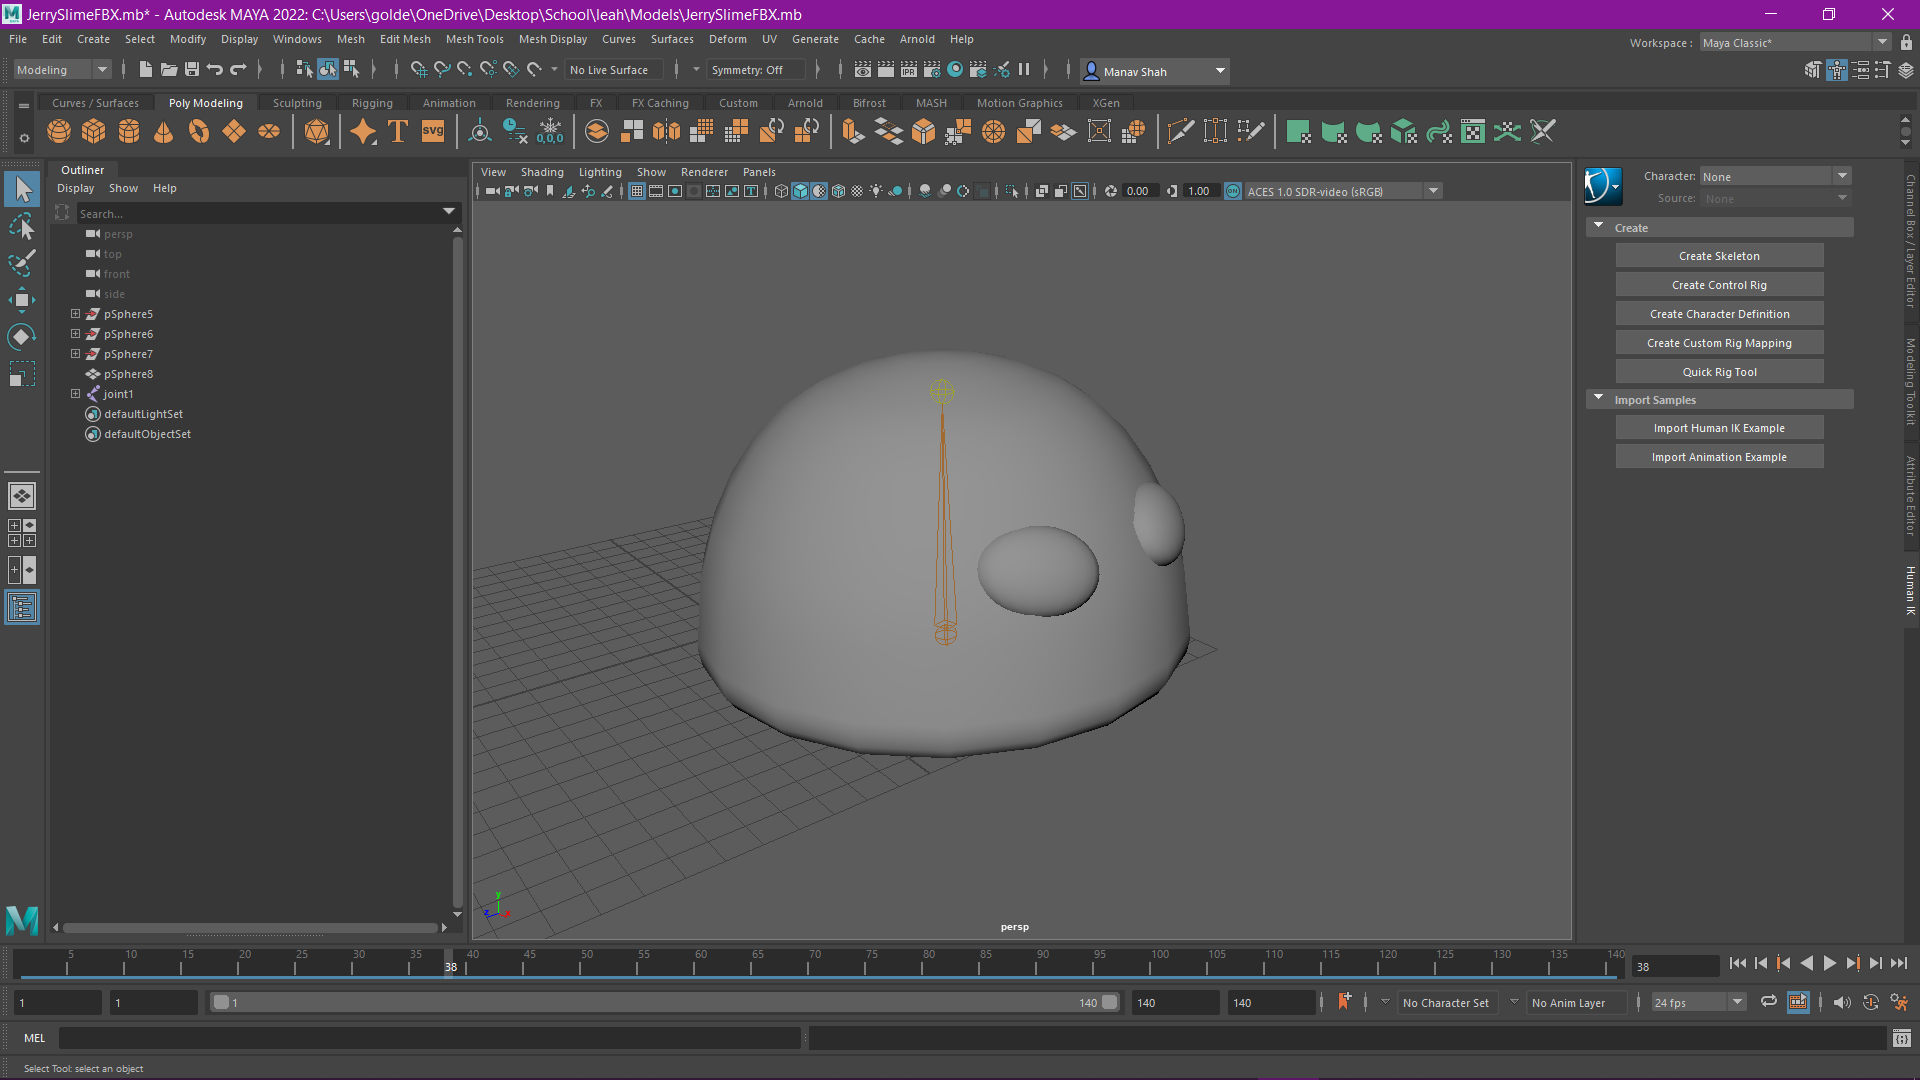 JerrySlimeFBX.mb* - Autodesk MAYA 2022: C:\Users\golde\OneDrive\Desktop\School\leah\Models\JerrySlimeFBX.mb
File Edit Create Select Modify Display Windows Mesh Edit Mesh Mesh Tools Mesh Display Curves Surfaces Deform UV Generate Cache Arnold Help
Workspace : Maya Classic*
Modeling No Live Surface Symmetry: Off Manav Shah
Curves / Surfaces Poly Modeling Sculpting Rigging Animation Rendering FX FX Caching Custom Arnold Bifrost MASH Motion Graphics XGen
SVG 0,0,0
Outliner
Display Show Help
Search...
persp
top
front
side
pSphere5
pSphere6
pSphere7
pSphere8
joint1
defaultLightSet
defaultObjectSet
View Shading Lighting Show Renderer Panels
0.00 1.00 ACES 1.0 SDR-video (sRGB)
y
z x
persp
Character: None
Source: None
Create
Create Skeleton
Create Control Rig
Create Character Definition
Create Custom Rig Mapping
Quick Rig Tool
Import Samples
Import Human IK Example
Import Animation Example
Channel Box / Layer Editor
Modeling Toolkit
Attribute Editor
Human IK
5 10 15 20 25 30 35 38 40 45 50 55 60 65 70 75 80 85 90 95 100 105 110 115 120 125 130 135 140 38
1 1 1 140 140 140 No Character Set No Anim Layer 24 fps
MEL
Select Tool: select an object